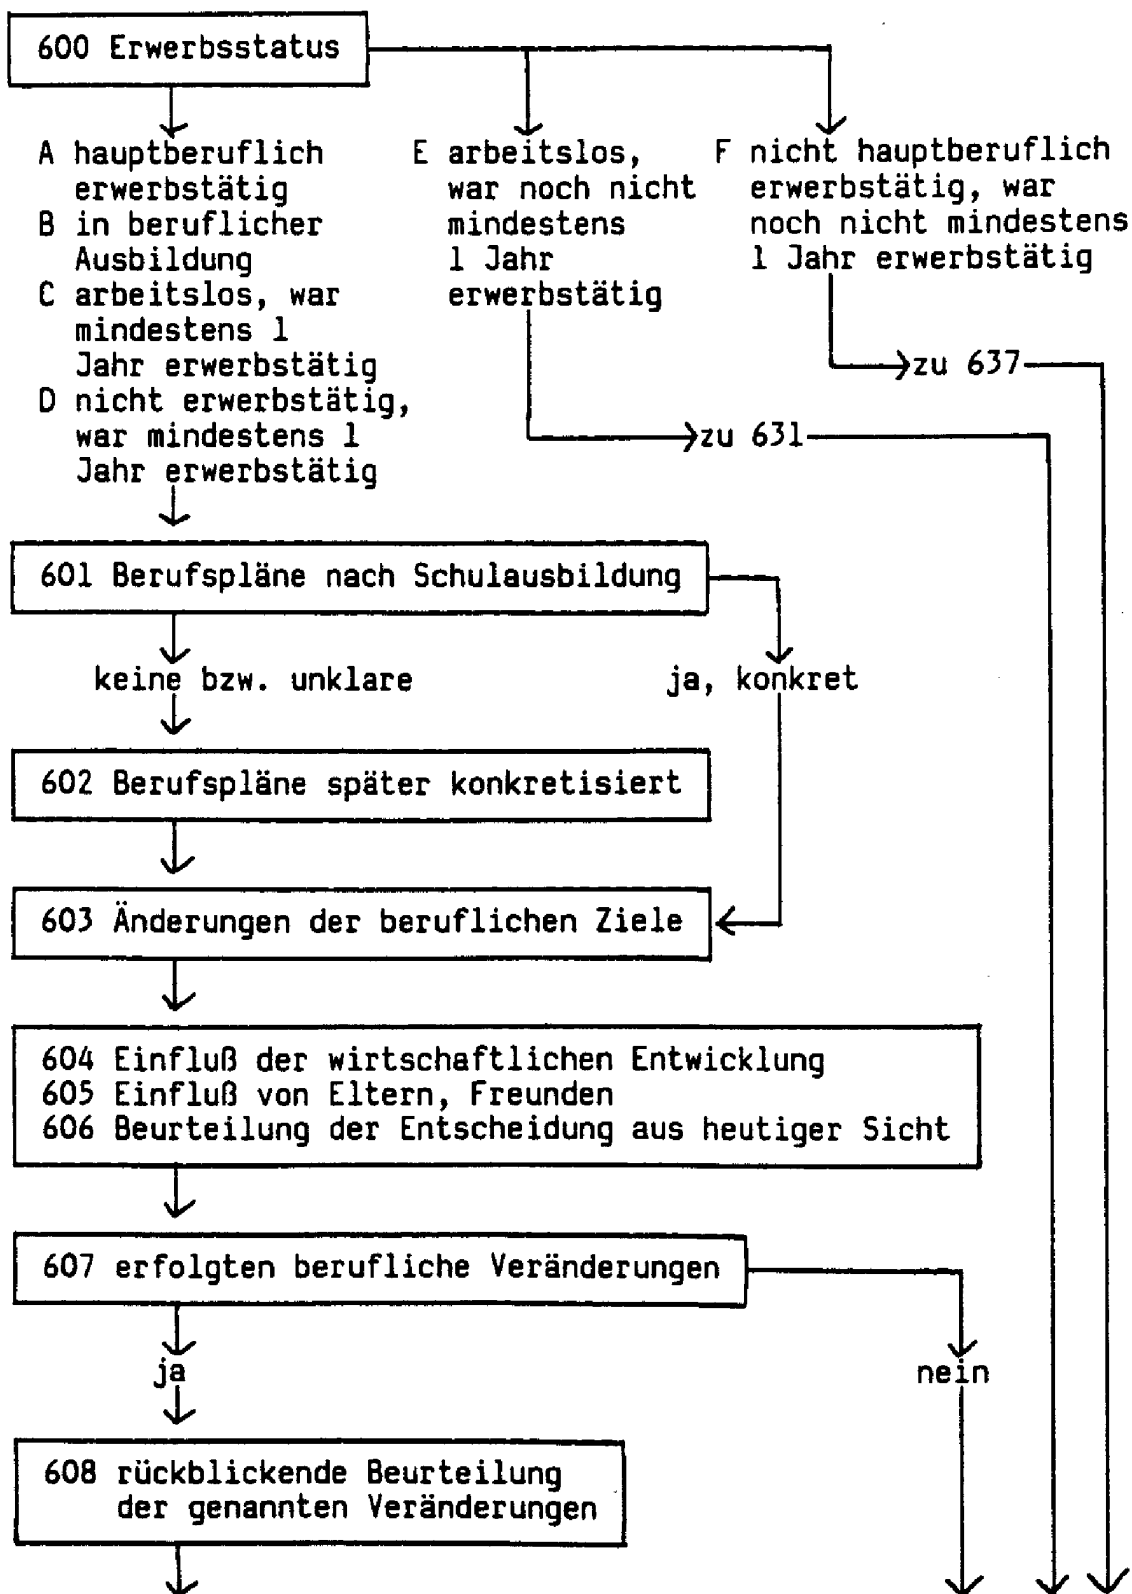 600 Erwerbsstatus
A hauptberuflich
erwerbstätig
B in beruflicher
Ausbildung
C arbeitslos, war
mindestens 1
Jahr erwerbstätig
D nicht erwerbstätig,
war mindestens 1
Jahr erwerbstätig
E arbeitslos,
war noch nicht
mindestens
1 Jahr
erwerbstätig
F nicht hauptberuflich
erwerbstätig, war
noch nicht mindestens
1 Jahr erwerbstätig
zu 637
zu 631
601 Berufspläne nach Schulausbildung
keine bzw. unklare
ja, konkret
602 Berufspläne später konkretisiert
603 Änderungen der beruflichen Ziele
604 Einfluß der wirtschaftlichen Entwicklung
605 Einfluß von Eltern, Freunden
606 Beurteilung der Entscheidung aus heutiger Sicht
607 erfolgten berufliche Veränderungen
ja
nein
608 rückblickende Beurteilung
der genannten Veränderungen